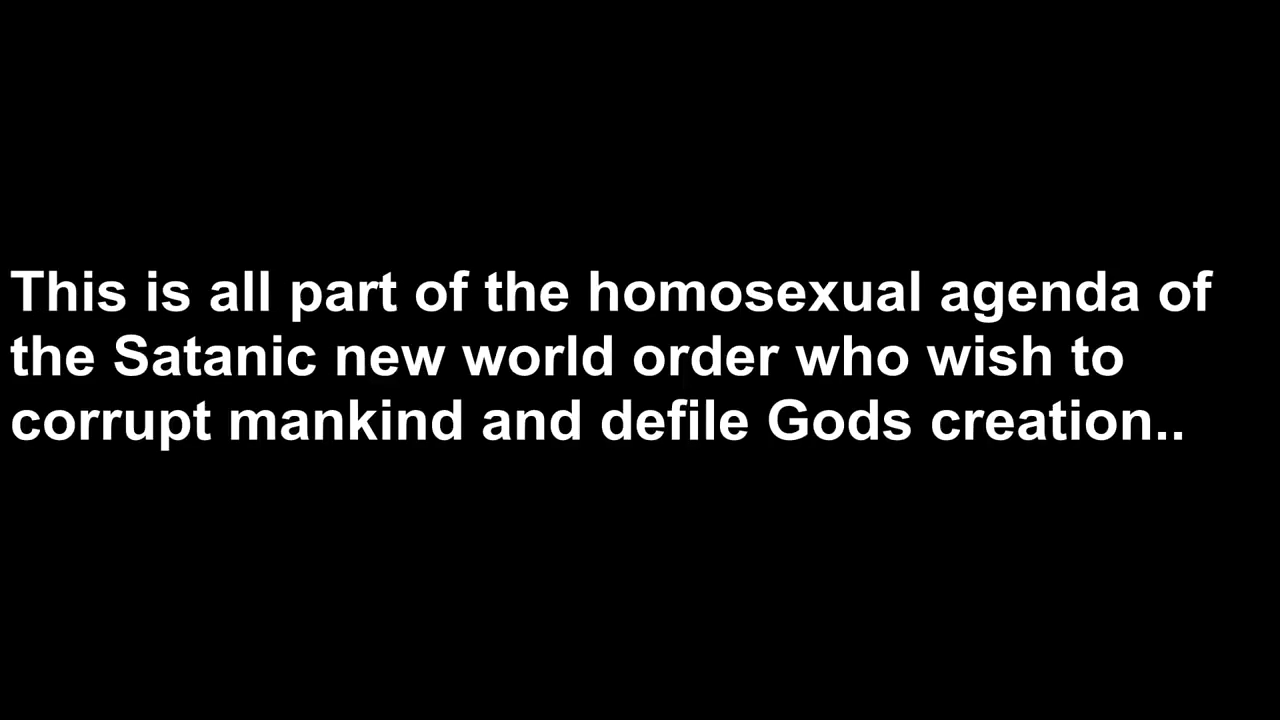 This is all part of the homosexual agenda of
the Satanic new world order who wish to
corrupt mankind and defile Gods creation..